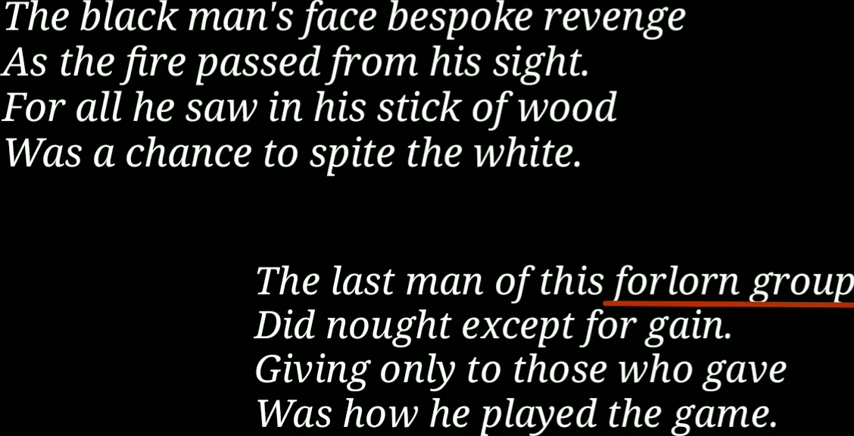 The black man's face bespoke revenge
As the fire passed from his sight.
For all he saw in his stick of wood
Was a chance to spite the white.
The last man of this forlorn group
Did nought except for gain.
Giving only to those who gave
Was how he played the game.